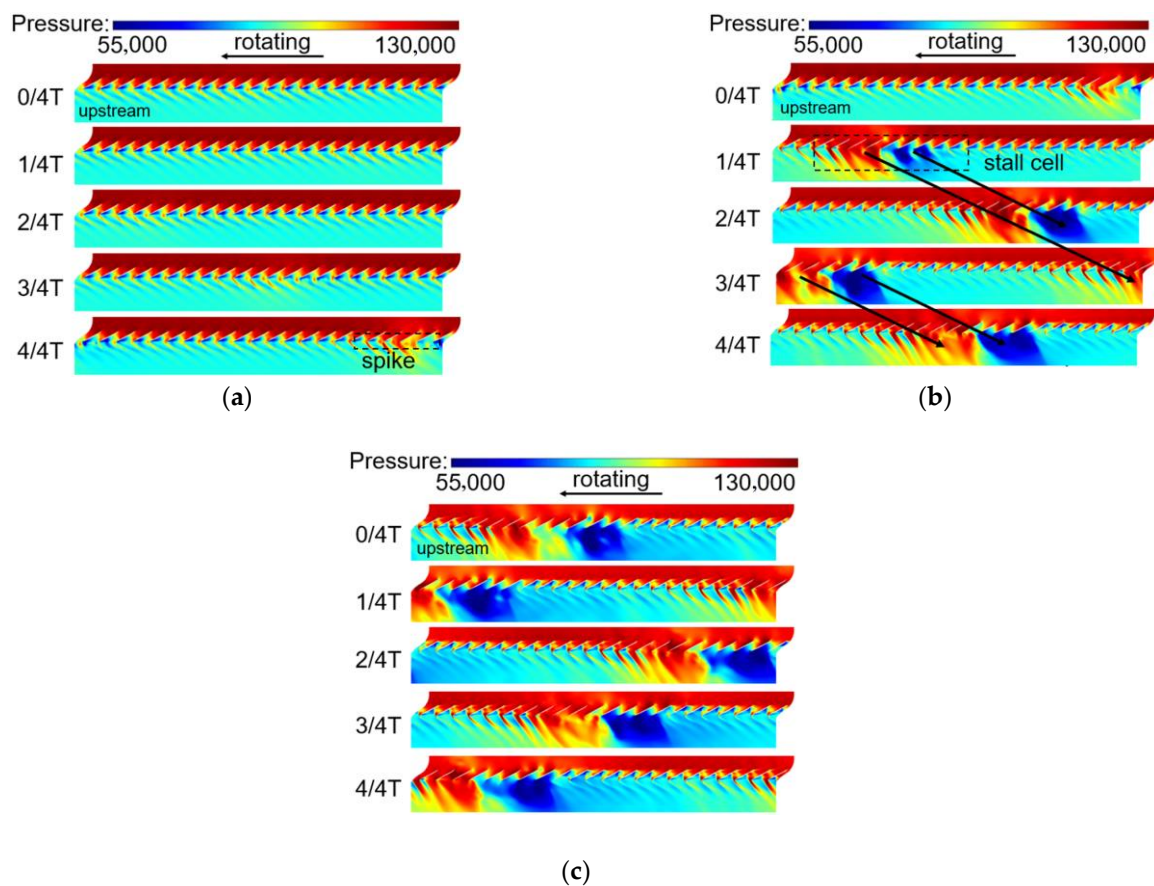 Pressure:
55,000 rotating 130,000
0/4T
upstream
1/4T
2/4T
3/4T
4/4T
spike
(a)
Pressure:
55,000 rotating 130,000
0/4T
upstream
1/4T
stall cell
2/4T
3/4T
4/4T
(b)
Pressure:
55,000 rotating 130,000
0/4T
upstream
1/4T
2/4T
3/4T
4/4T
(c)